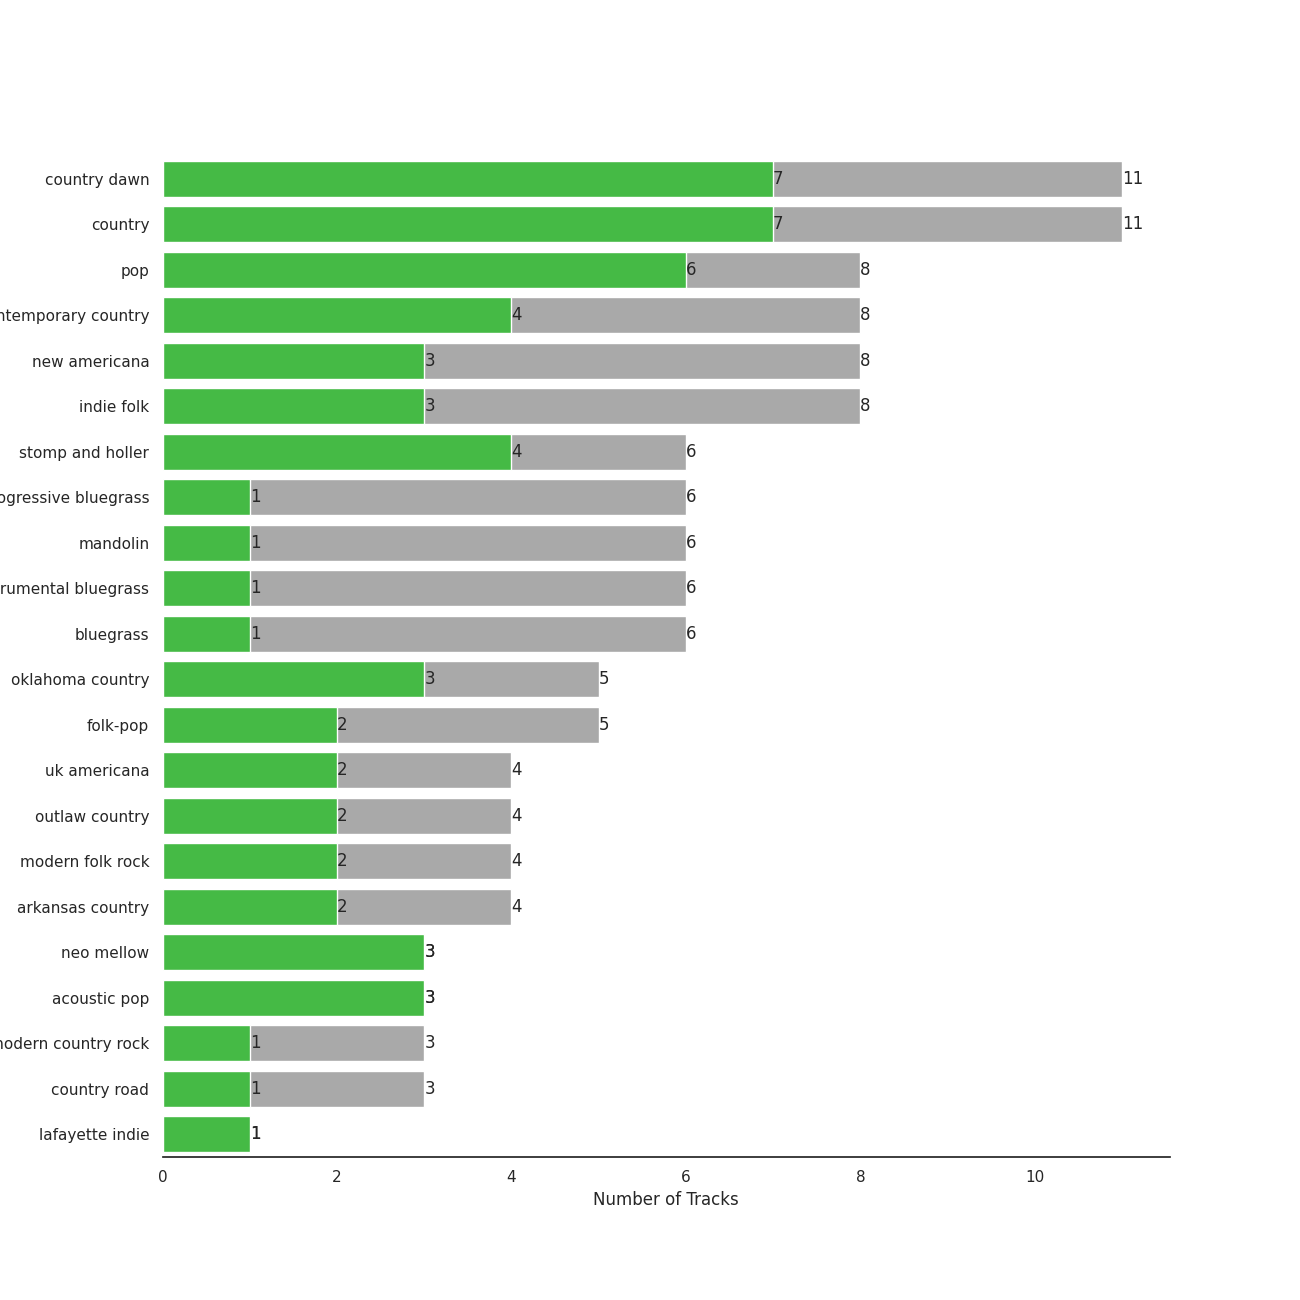 country dawn 7 11
country 7 11
pop 6 8
ntemporary country 4 8
new americana 3 8
indie folk 3 8
stomp and holler 4 6
ogressive bluegrass 1 6
mandolin 1 6
rumental bluegrass 1 6
bluegrass 1 6
oklahoma country 3 5
folk-pop 2 5
uk americana 2 4
outlaw country 2 4
modern folk rock 2 4
arkansas country 2 4
neo mellow 3
acoustic pop 3
modern country rock 1 3
country road 1 3
lafayette indie 1
0 2 4 6 8 10
Number of Tracks